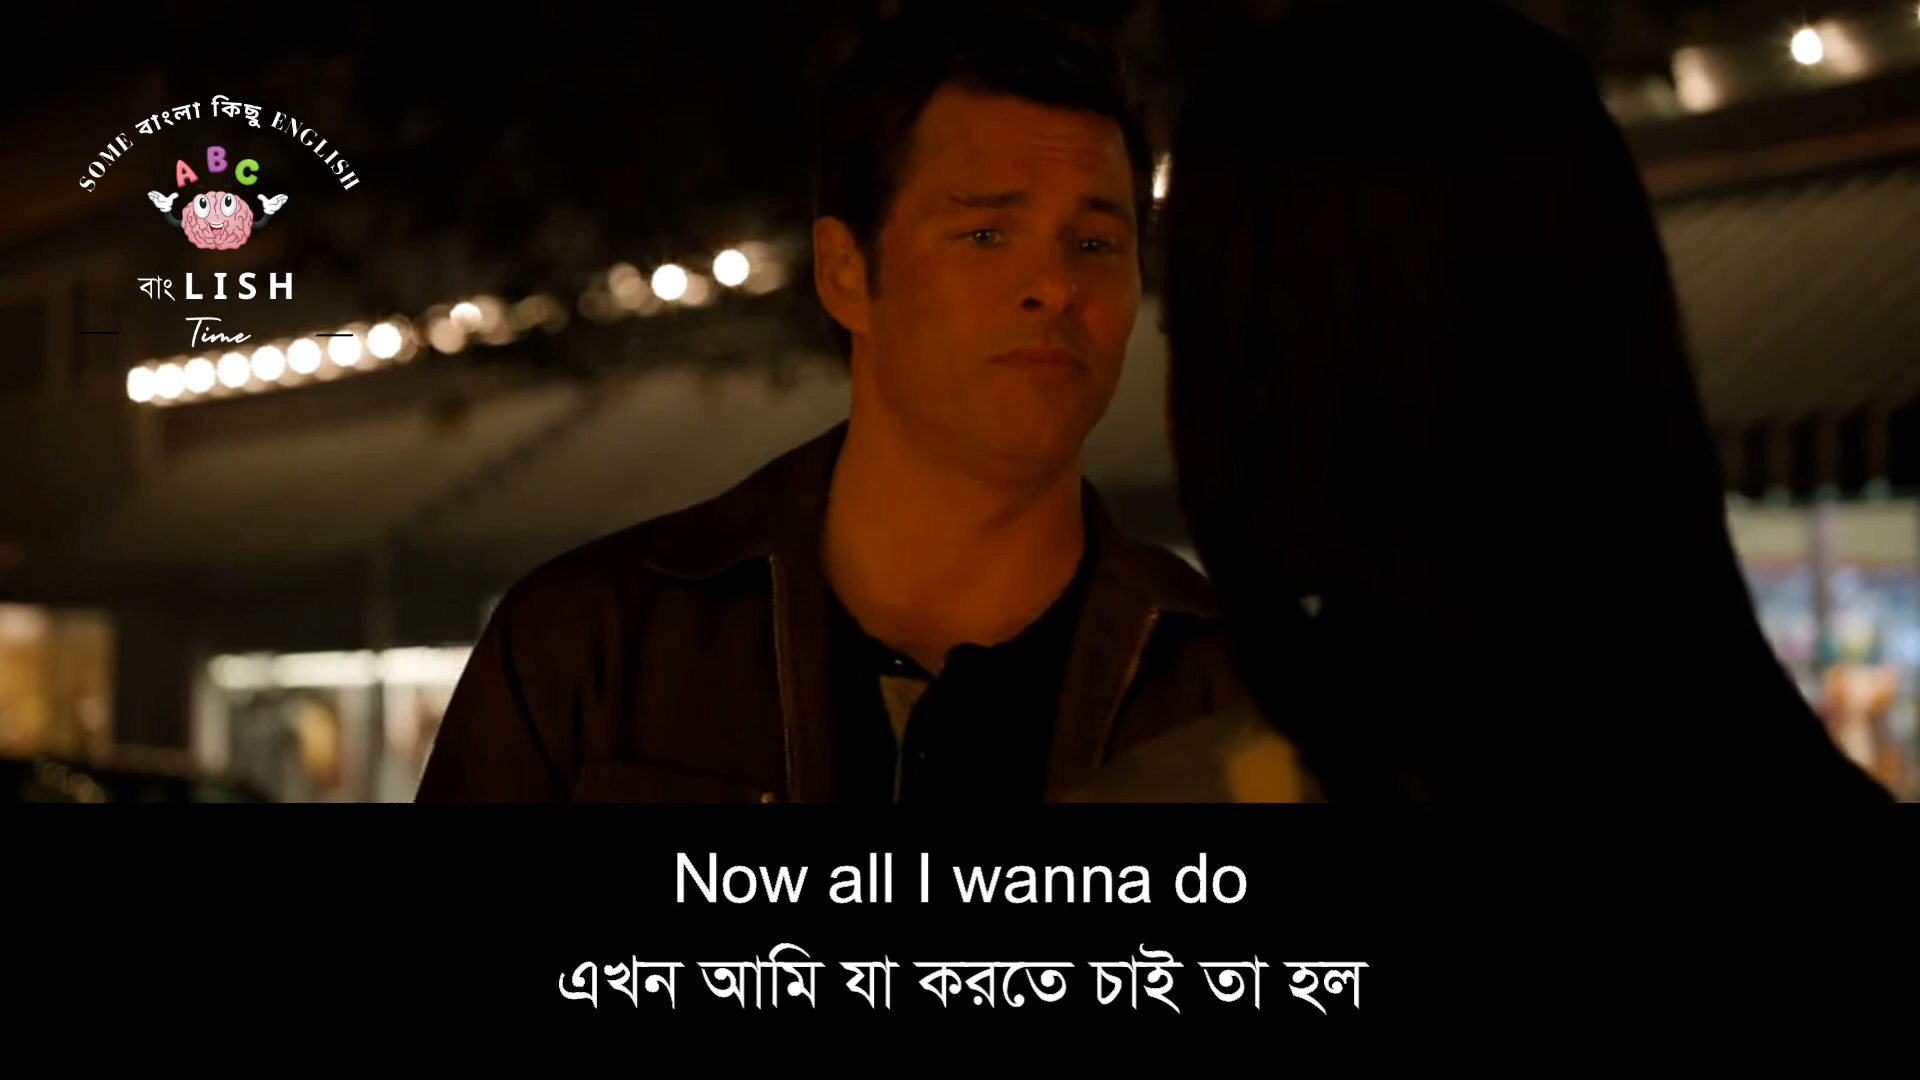 SOME বাংলা কিছু ENGLISH
A B C
বাংLISH
Time
Now all I wanna do
এখন আমি যা করতে চাই তা হল